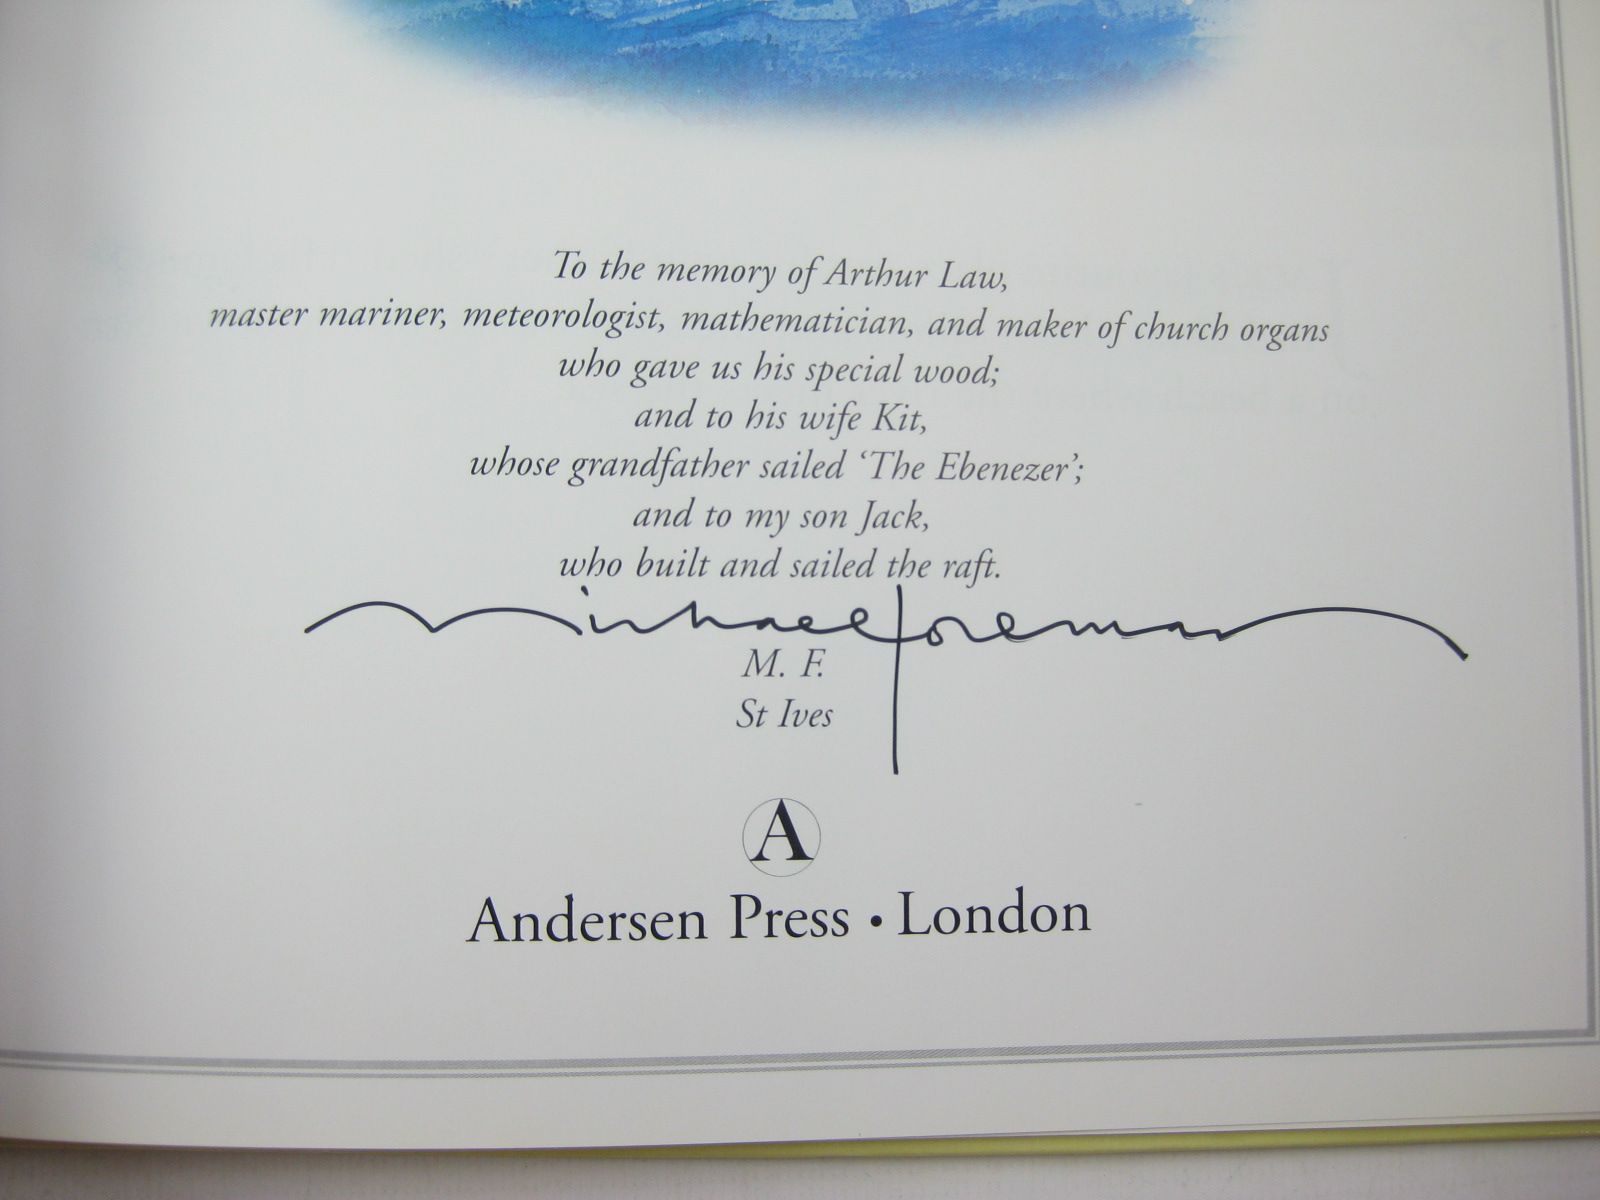 To the memory of Arthur Law,
master mariner, meteorologist, mathematician, and maker of church organs
who gave us his special wood;
and to his wife Kit,
whose grandfather sailed ‘The Ebenezer’;
and to my son Jack,
who built and sailed the raft.
michael foreman
M. F.
St Ives
A
Andersen Press • London